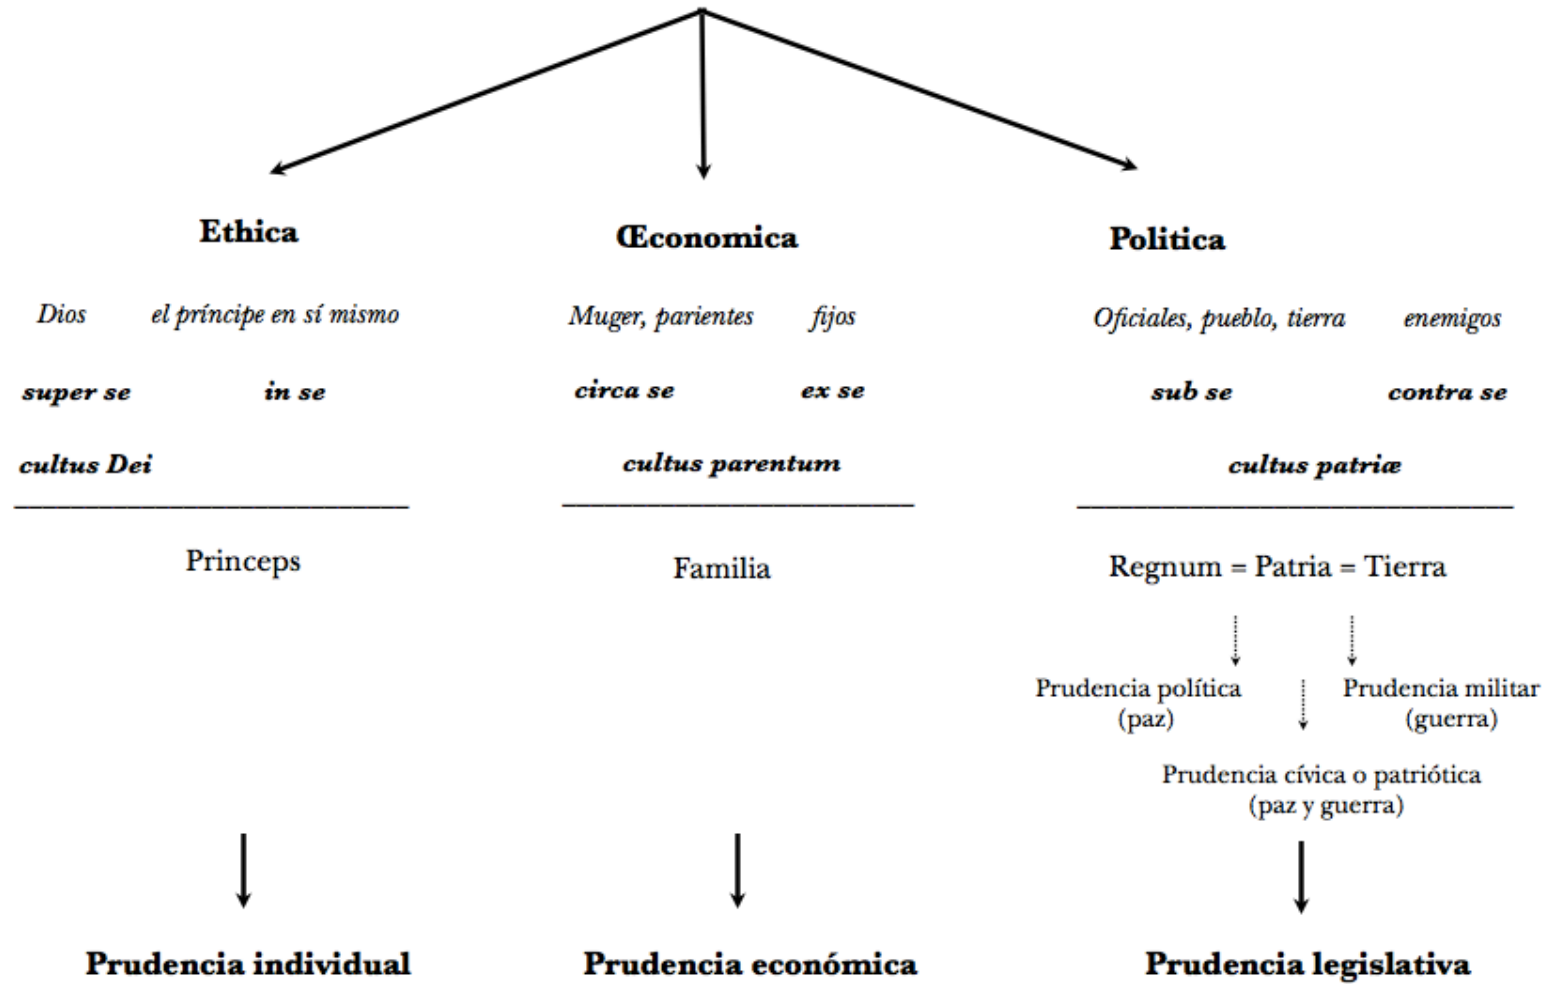 Ethica
Œconomica
Politica
Dios el príncipe en sí mismo
Muger, parientes fijos
Oficiales, pueblo, tierra enemigos
super se in se
circa se ex se
sub se contra se
cultus Dei
cultus parentum
cultus patriæ
Princeps
Familia
Regnum = Patria = Tierra
Prudencia política
(paz)
Prudencia militar
(guerra)
Prudencia cívica o patriótica
(paz y guerra)
Prudencia individual
Prudencia económica
Prudencia legislativa